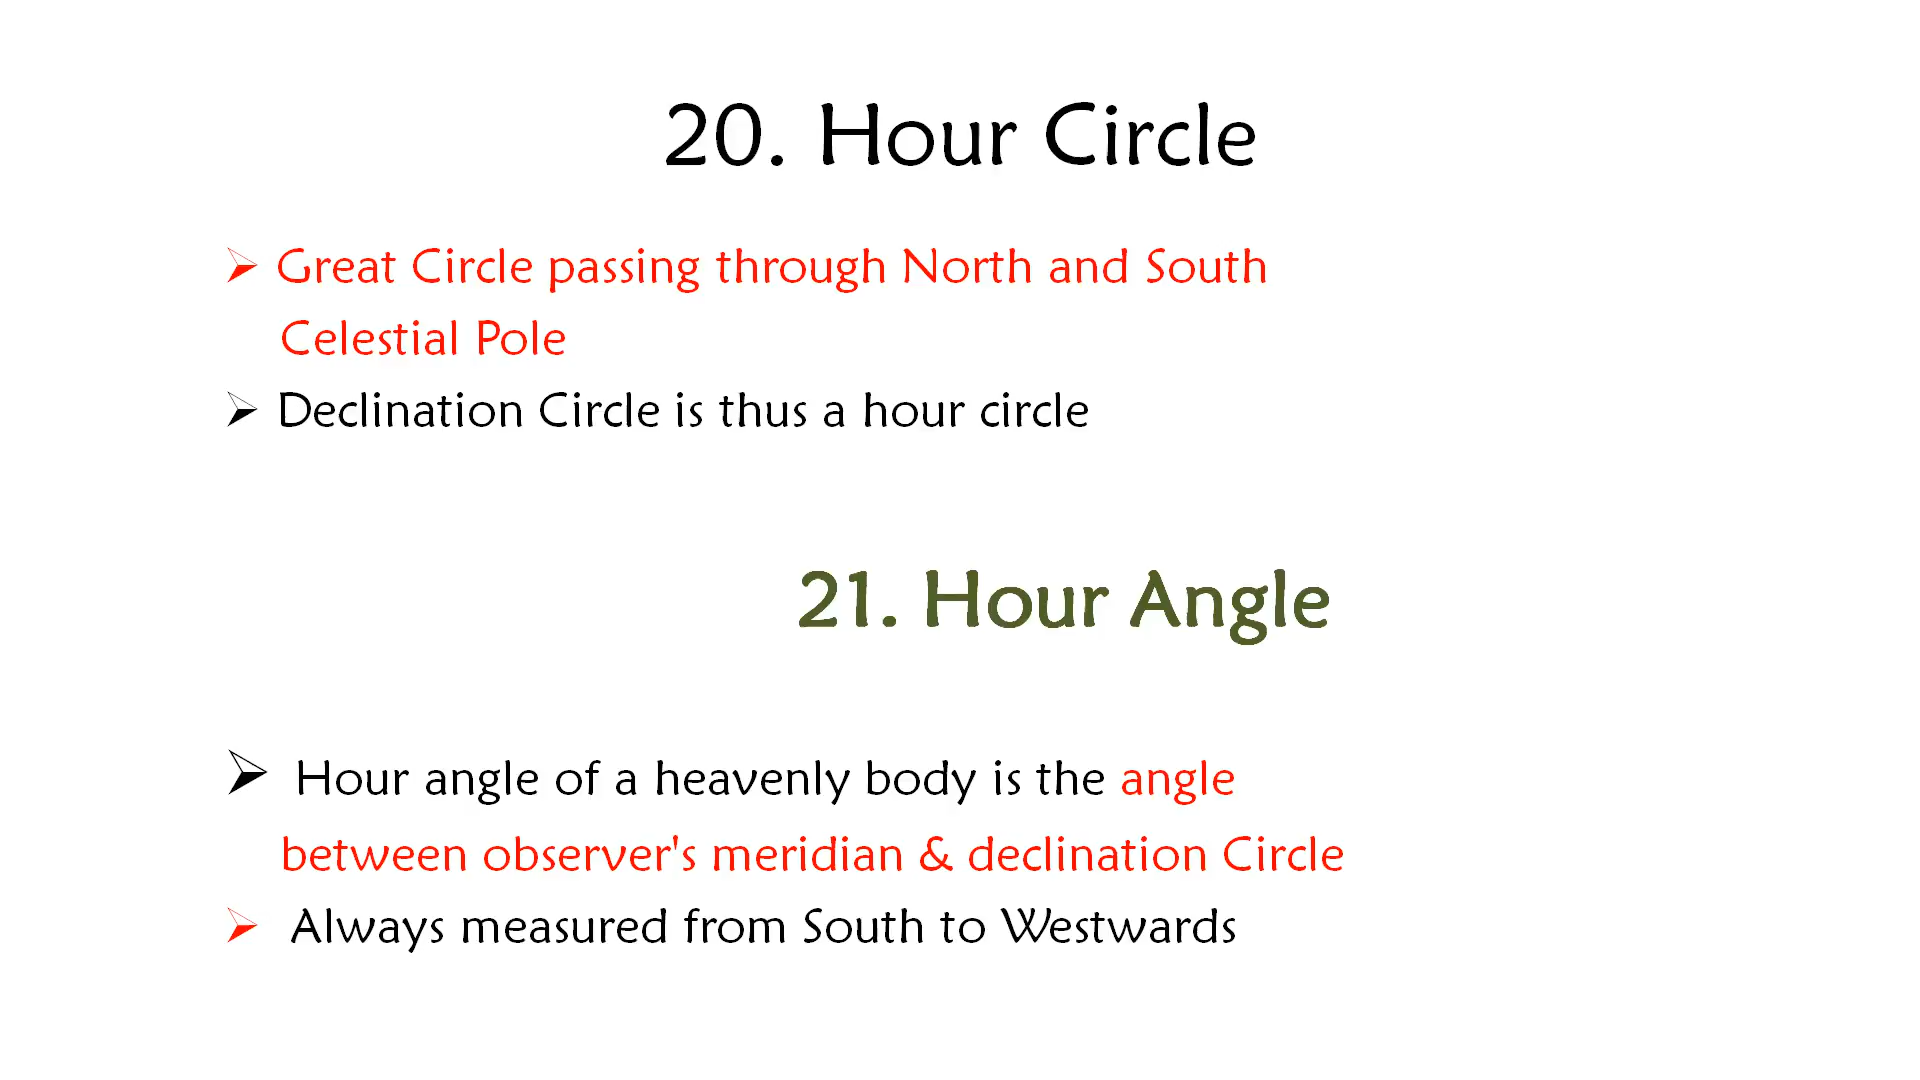 20. Hour Circle
➢ Great Circle passing through North and South
Celestial Pole
➢ Declination Circle is thus a hour circle
21. Hour Angle
➢ Hour angle of a heavenly body is the angle
between observer's meridian & declination Circle
➢ Always measured from South to Westwards